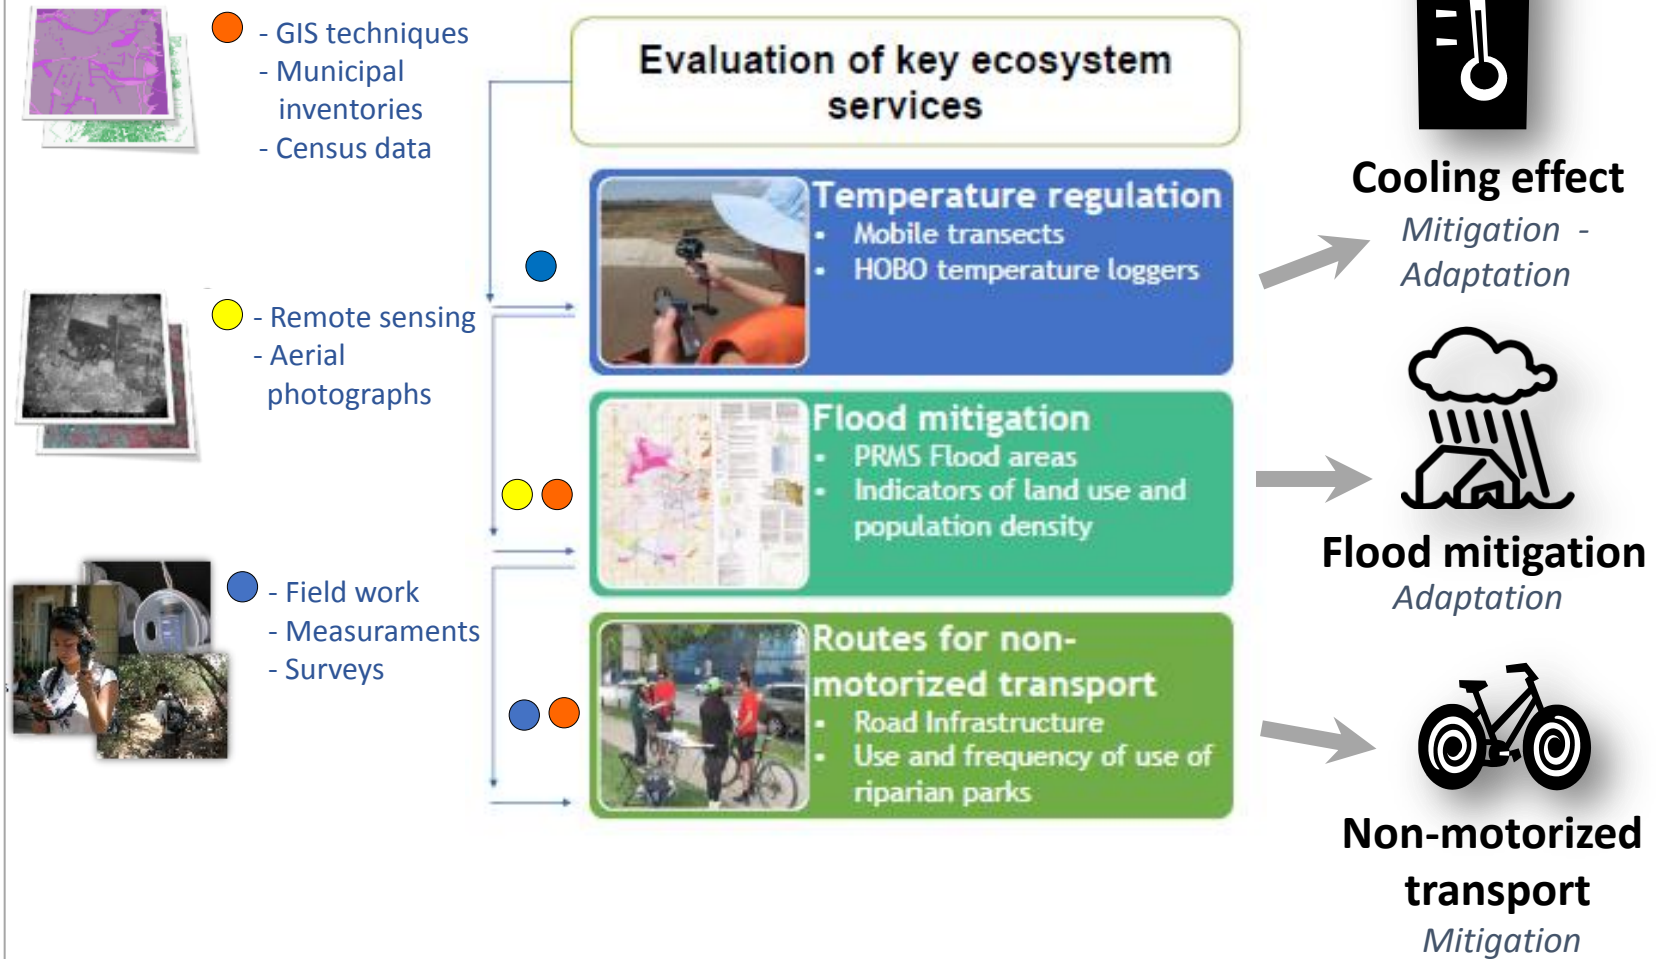 - GIS techniques
- Municipal
inventories
- Census data
- Remote sensing
- Aerial
photographs
- Field work
- Measuraments
- Surveys
Evaluation of key ecosystem
services
Temperature regulation
• Mobile transects
• HOBO temperature loggers
Flood mitigation
• PRMS Flood areas
• Indicators of land use and
population density
Routes for non-
motorized transport
• Road Infrastructure
• Use and frequency of use of
riparian parks
Cooling effect
Mitigation -
Adaptation
Flood mitigation
Adaptation
Non-motorized
transport
Mitigation